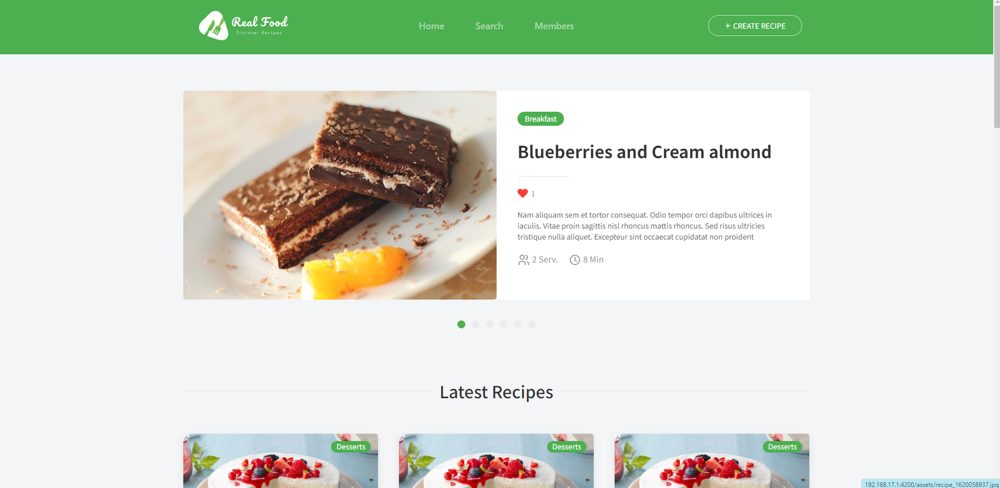 Real Food
Discover Recipes
Home
Search
Members
+ CREATE RECIPE
Breakfast
Blueberries and Cream almond
1
Nam aliquam sem et tortor consequat. Odio tempor orci dapibus ultrices in
iaculis. Vitae proin sagittis nisl rhoncus mattis rhoncus. Sed risus ultricies
tristique nulla aliquet. Excepteur sint occaecat cupidatat non proident
2 Serv.
8 Min
Latest Recipes
Desserts
Desserts
Desserts
192.168.17.1:4200/assets/recipe_1620058937.jpg